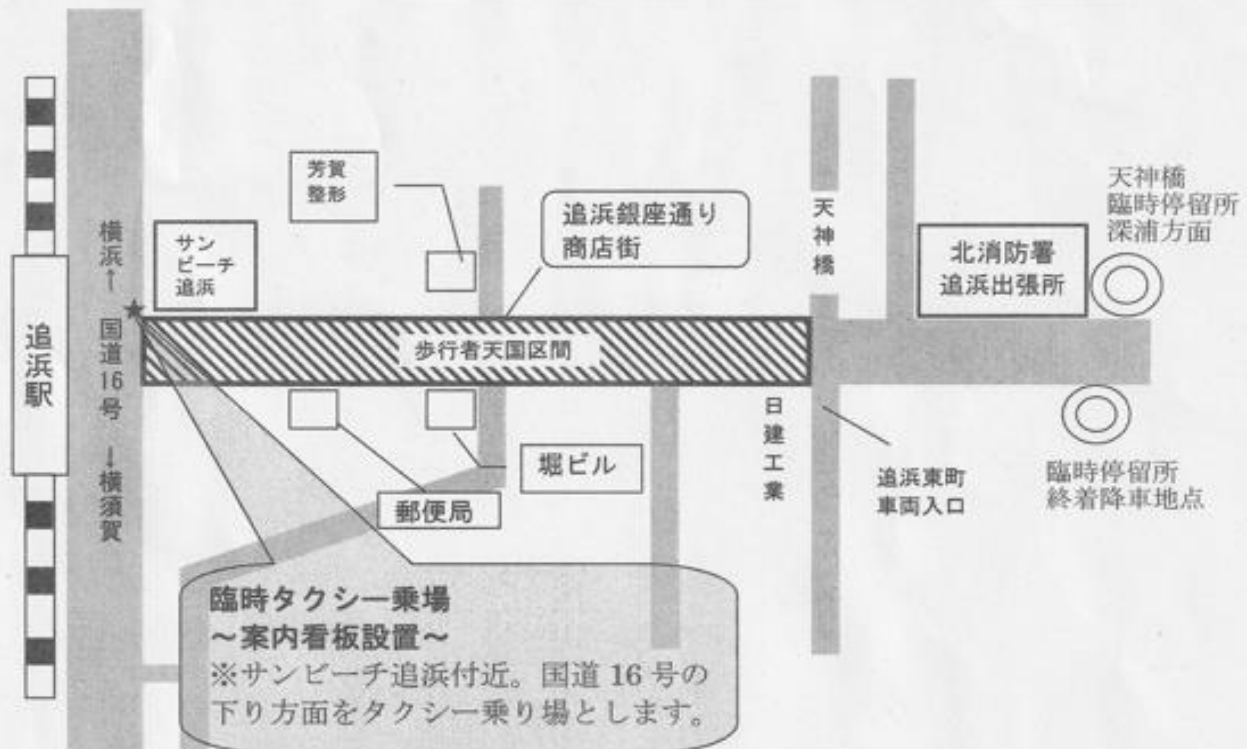 追浜駅
横浜↑ 国道16号 ↓横須賀
サン
ビーチ
追浜
芳賀
整形
追浜銀座通り
商店街
天神橋
北消防署
追浜出張所
天神橋
臨時停留所
深浦方面
歩行者天国区間
郵便局
堀ビル
日建工業
追浜東町
車両入口
臨時停留所
終着降車地点
臨時タクシー乗場
～案内看板設置～
※サンビーチ追浜付近。国道16号の
下り方面をタクシー乗り場とします。